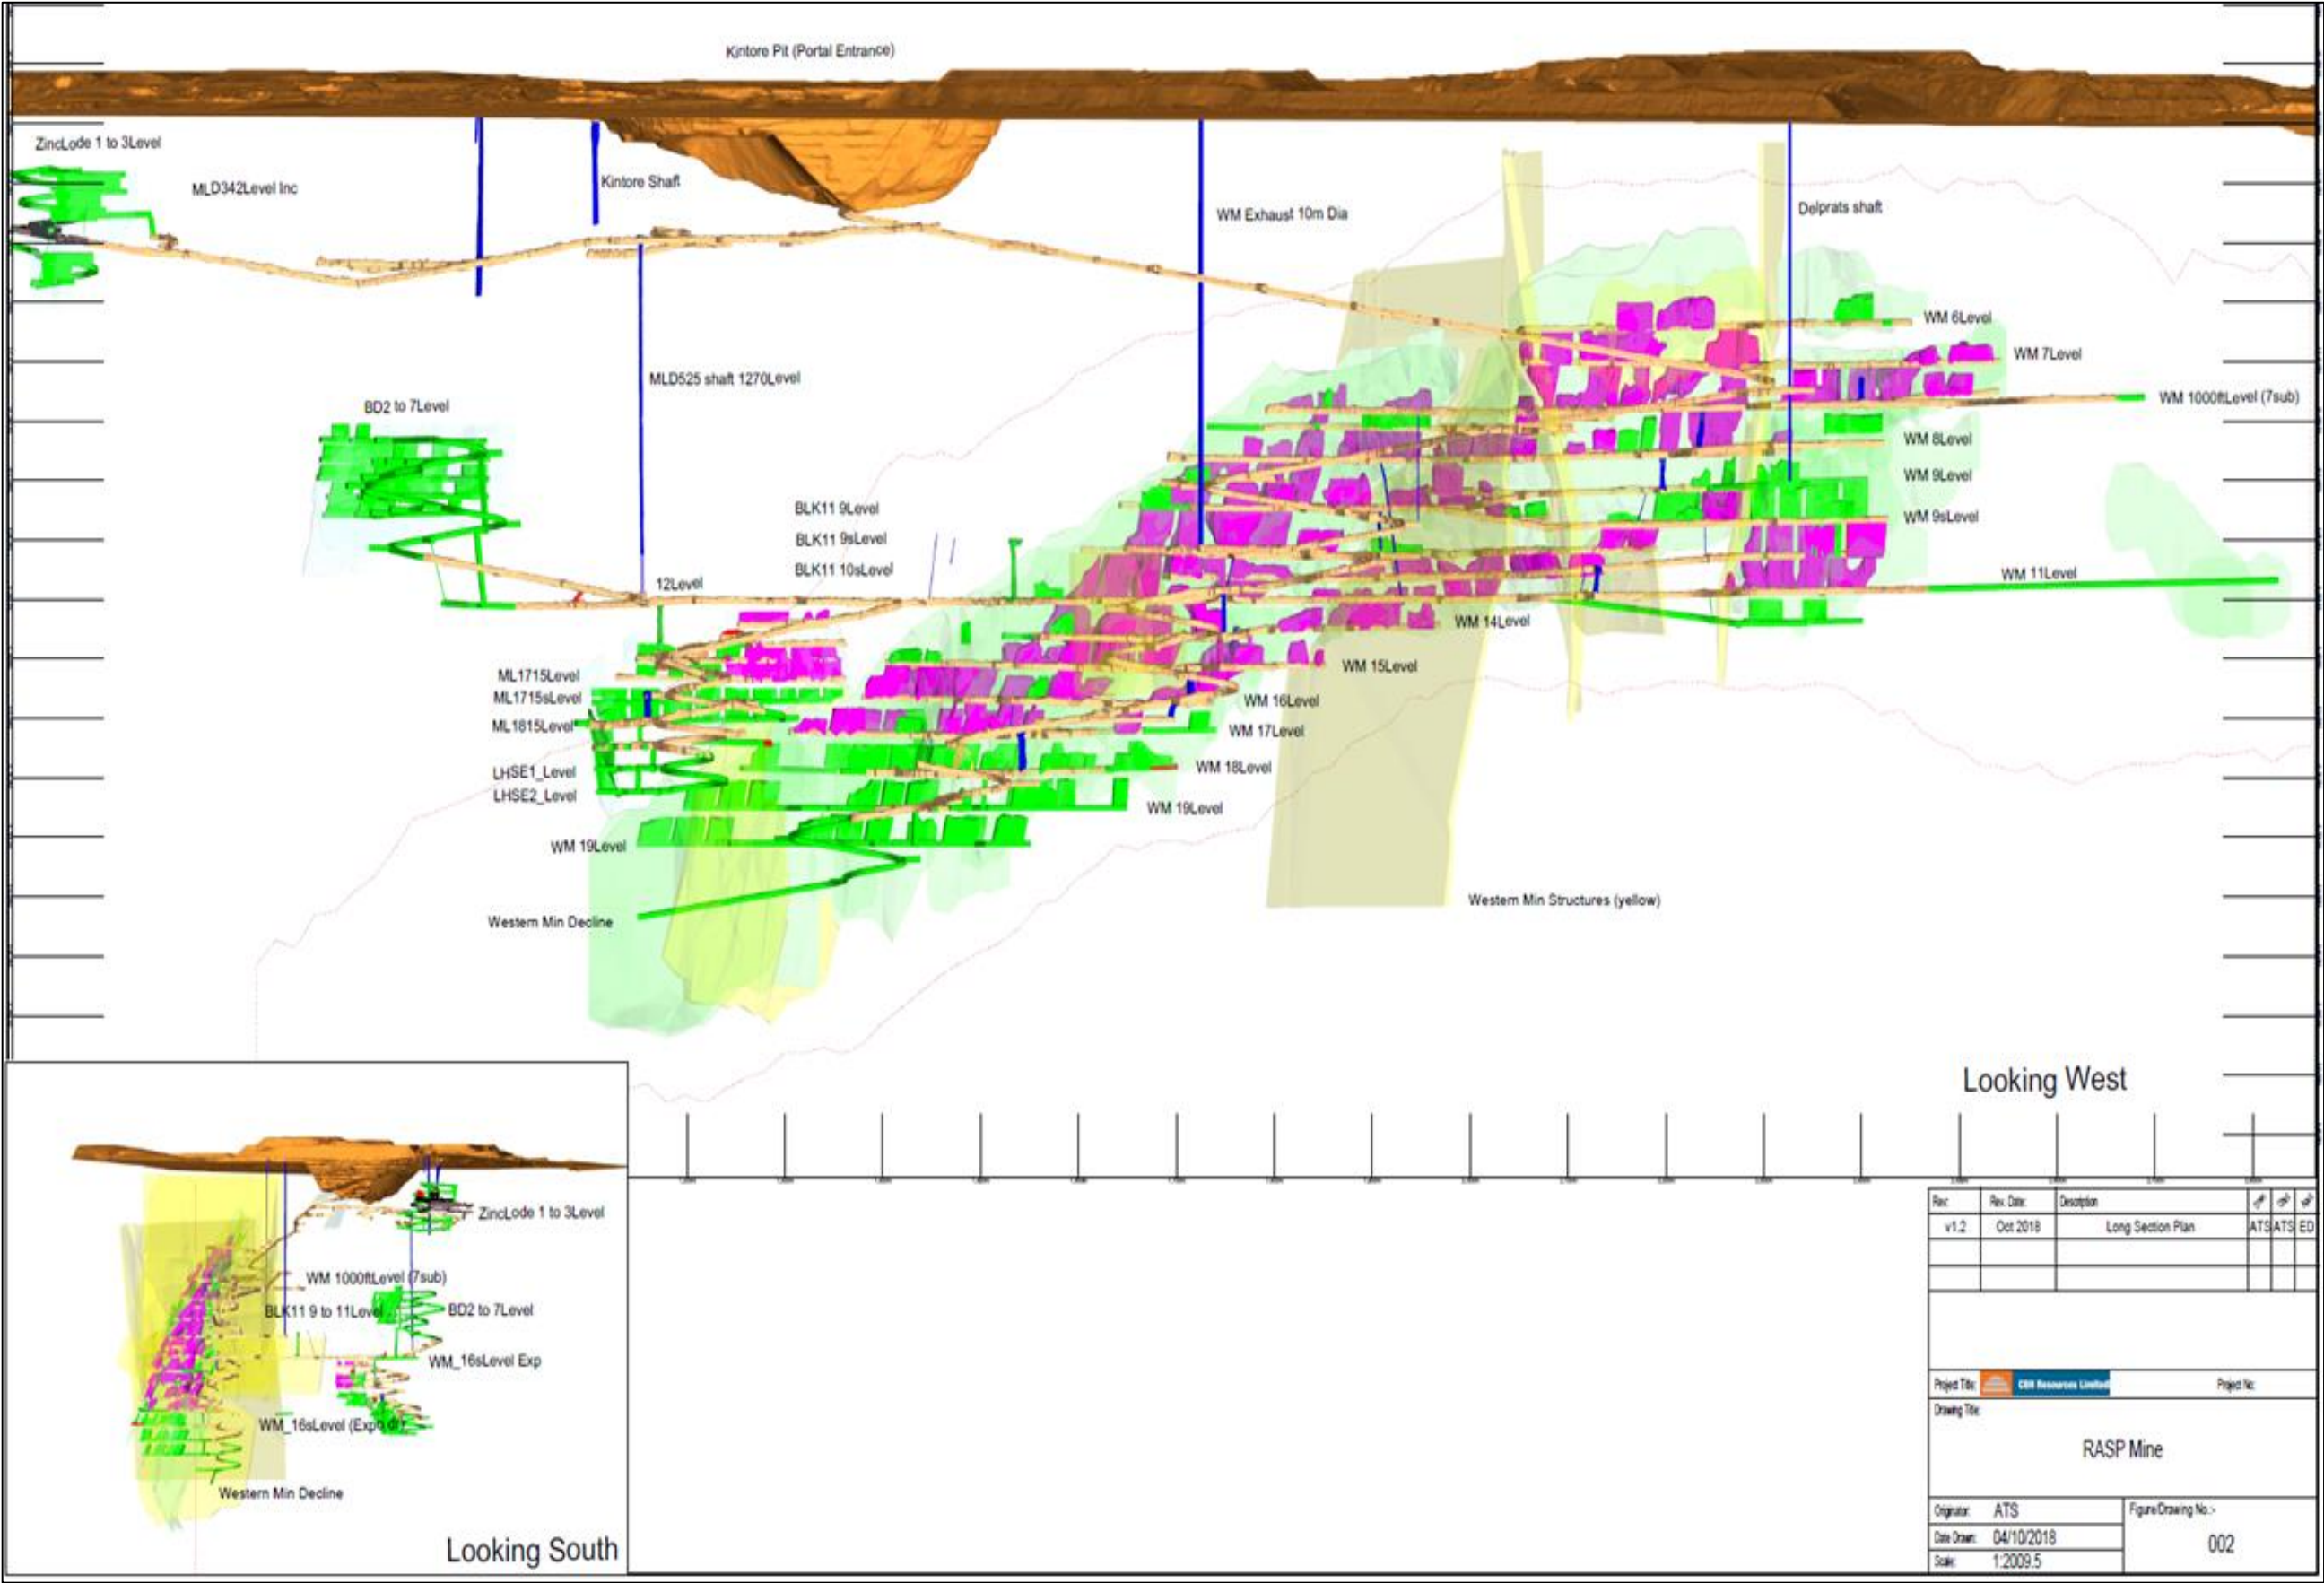 Kintore Pit (Portal Entrance)
ZincLode 1 to 3Level
MLD342Level Inc
Kintore Shaft
WM Exhaust 10m Dia
Delprats shaft
WM 6Level
WM 7Level
MLD525 shaft 1270Level
WM 1000ftLevel (7sub)
BD2 to 7Level
WM 8Level
WM 9Level
BLK11 9Level
WM 9sLevel
BLK11 9sLevel
BLK11 10sLevel
WM 11Level
12Level
WM 14Level
WM 15Level
ML1715Level
ML1715sLevel
WM 16Level
ML1815Level
WM 17Level
WM 18Level
LHSE1_Level
LHSE2_Level
WM 19Level
WM 19Level
Western Min Structures (yellow)
Western Min Decline
Looking West
ZincLode 1 to 3Level
WM 1000ftLevel (7sub)
BLK11 9 to 11Level
BD2 to 7Level
WM_16sLevel Exp
WM_16sLevel (Expo
Western Min Decline
Looking South
Rev: Rev. Date: Description
v1.2 Oct 2018 Long Section Plan ATS ATS ED
Project Title: CBH Resources Limited Project No:
Drawing Title:
RASP Mine
Originator: ATS Figure/Drawing No.:-
Date Drawn: 04/10/2018 002
Scale: 1:2009.5